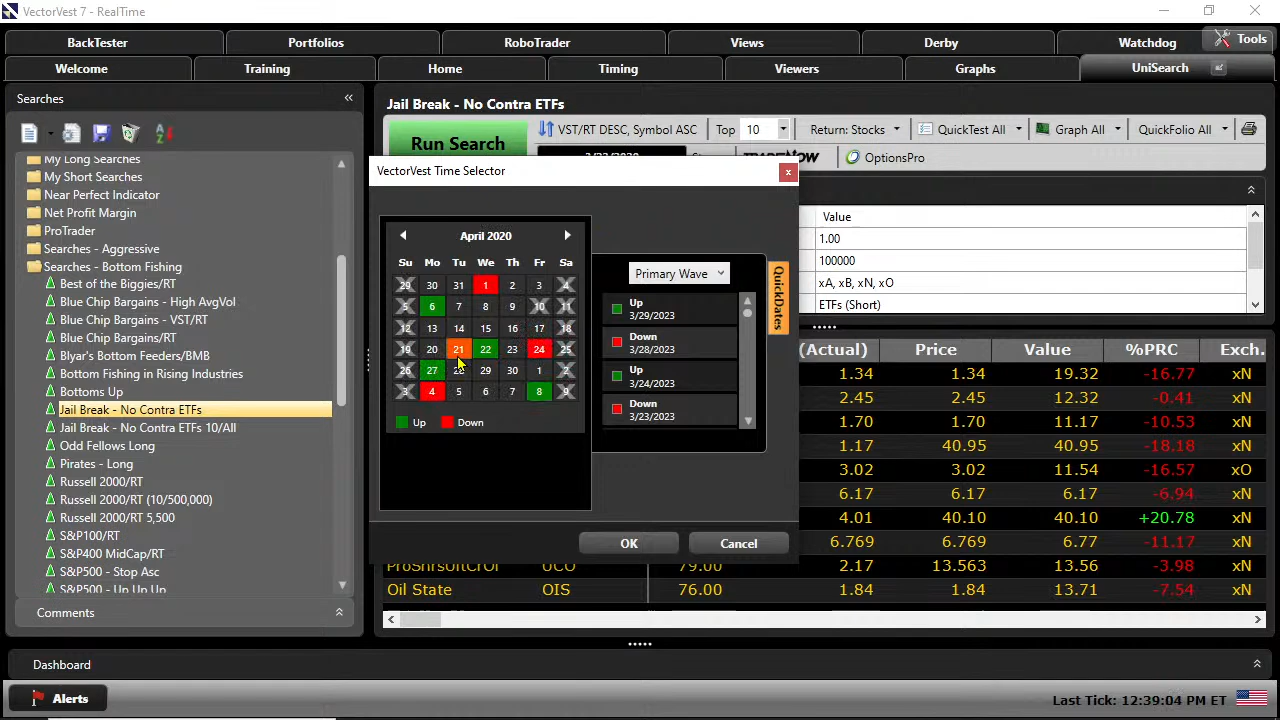 VectorVest 7 - RealTime
BackTester
Portfolios
RoboTrader
Views
Derby
Watchdog
Tools
Welcome
Training
Home
Timing
Viewers
Graphs
UniSearch
Searches
My Long Searches
My Short Searches
Near Perfect Indicator
Net Profit Margin
ProTrader
Searches - Aggressive
Searches - Bottom Fishing
Best of the Biggies/RT
Blue Chip Bargains - High AvgVol
Blue Chip Bargains - VST/RT
Blue Chip Bargains/RT
Blyar's Bottom Feeders/BMB
Bottom Fishing in Rising Industries
Bottoms Up
Jail Break - No Contra ETFs
Jail Break - No Contra ETFs 10/All
Odd Fellows Long
Pirates - Long
Russell 2000/RT
Russell 2000/RT (10/500,000)
Russell 2000/RT 5,500
S&P100/RT
S&P400 MidCap/RT
S&P500 - Stop Asc
S&P500 - Up Up Up
Comments
Jail Break - No Contra ETFs
Run Search
VST/RT DESC, Symbol ASC
Top 10
Return: Stocks
QuickTest All
Graph All
QuickFolio All
TRADENOW
OptionsPro
Value
1.00
100000
xA, xB, xN, xO
ETFs (Short)
VectorVest Time Selector
x
April 2020
Su Mo Tu We Th Fr Sa
29 30 31 1 2 3 4
5 6 7 8 9 10 11
12 13 14 15 16 17 18
19 20 21 22 23 24 25
26 27 28 29 30 1 2
3 4 5 6 7 8 9
Up Down
Primary Wave
Up
3/29/2023
Down
3/28/2023
Up
3/24/2023
Down
3/23/2023
QuickDates
OK
Cancel
(Actual) Price Value %PRC Exch.
1.34 1.34 19.32 -16.77 xN
2.45 2.45 12.32 -0.41 xN
1.70 1.70 11.17 -10.53 xN
1.17 40.95 40.95 -18.18 xN
3.02 3.02 11.54 -16.57 xO
6.17 6.17 6.17 -6.94 xN
4.01 40.10 40.10 +20.78 xN
6.769 6.769 6.77 -11.17 xN
ProShrsUltCrOl UCO 79.00 2.17 13.563 13.56 -3.98 xN
Oil State OIS 76.00 1.84 1.84 13.71 -7.54 xN
Dashboard
Alerts
Last Tick: 12:39:04 PM ET